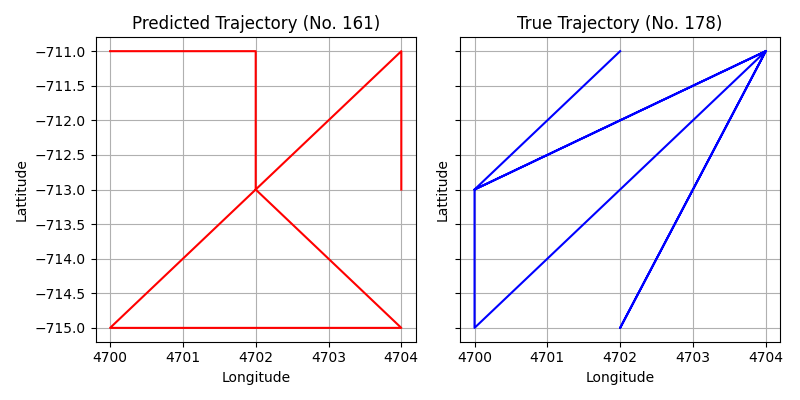 Predicted Trajectory (No. 161)
True Trajectory (No. 178)
Lattitude
−711.0
−711.5
−712.0
−712.5
−713.0
−713.5
−714.0
−714.5
−715.0
4700 4701 4702 4703 4704
Longitude
Lattitude
4700 4701 4702 4703 4704
Longitude